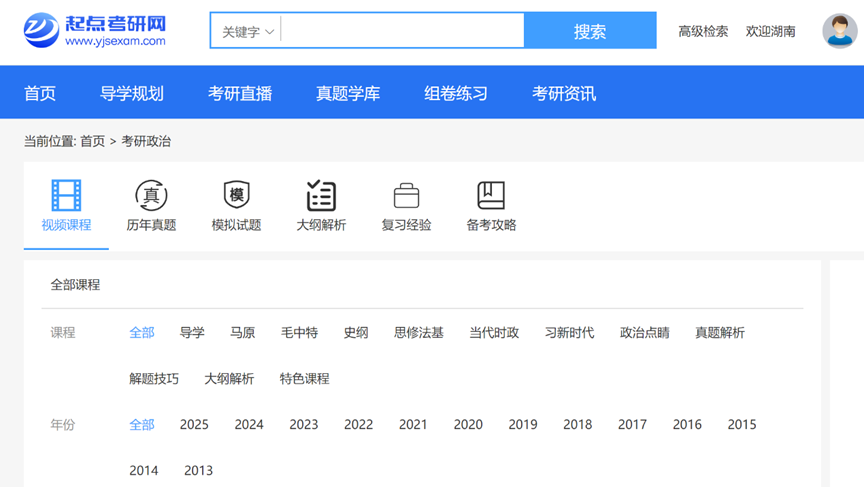 起点考研网
www.yjsexam.com
关键字
搜索
高级检索 欢迎湖南
首页 导学规划 考研直播 真题学库 组卷练习 考研资讯
当前位置: 首页 > 考研政治
真 模
视频课程 历年真题 模拟试题 大纲解析 复习经验 备考攻略
全部课程
课程 全部 导学 马原 毛中特 史纲 思修法基 当代时政 习新时代 政治点睛 真题解析
解题技巧 大纲解析 特色课程
年份 全部 2025 2024 2023 2022 2021 2020 2019 2018 2017 2016 2015
2014 2013